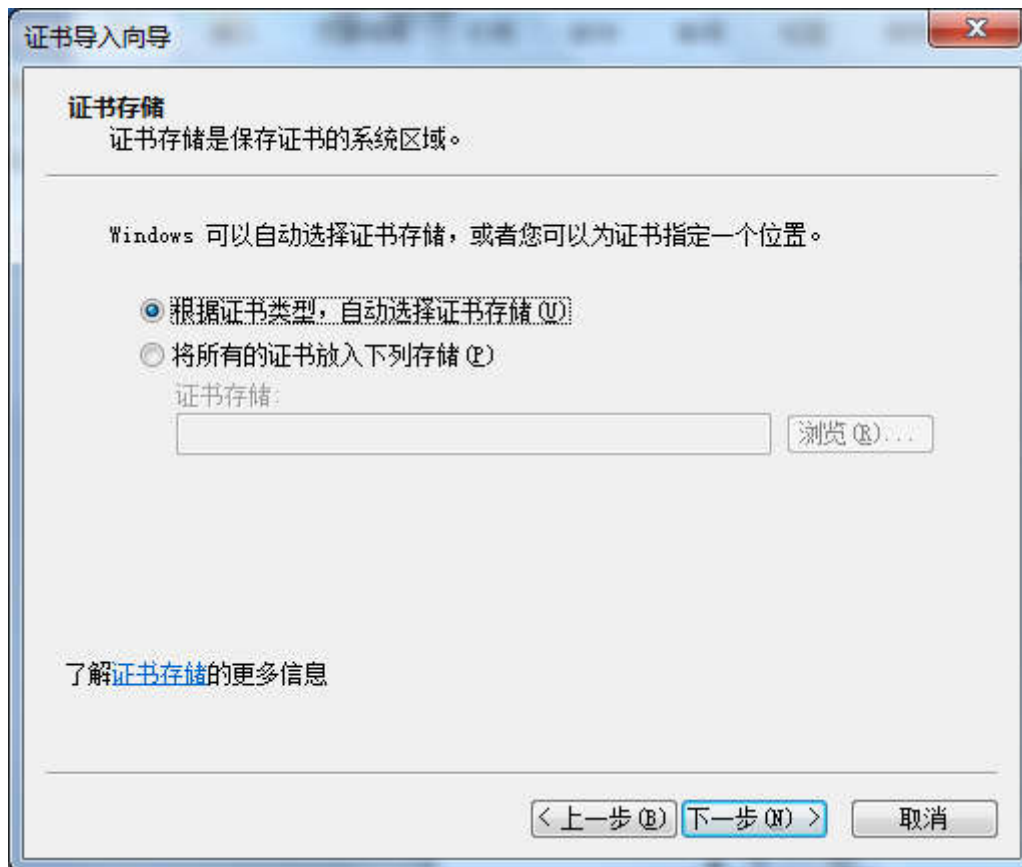 证书导入向导
证书存储
证书存储是保存证书的系统区域。
Windows 可以自动选择证书存储，或者您可以为证书指定一个位置。
根据证书类型，自动选择证书存储(U)
将所有的证书放入下列存储(P)
证书存储:
浏览(R)...
了解证书存储的更多信息
< 上一步(B) 下一步(N) > 取消